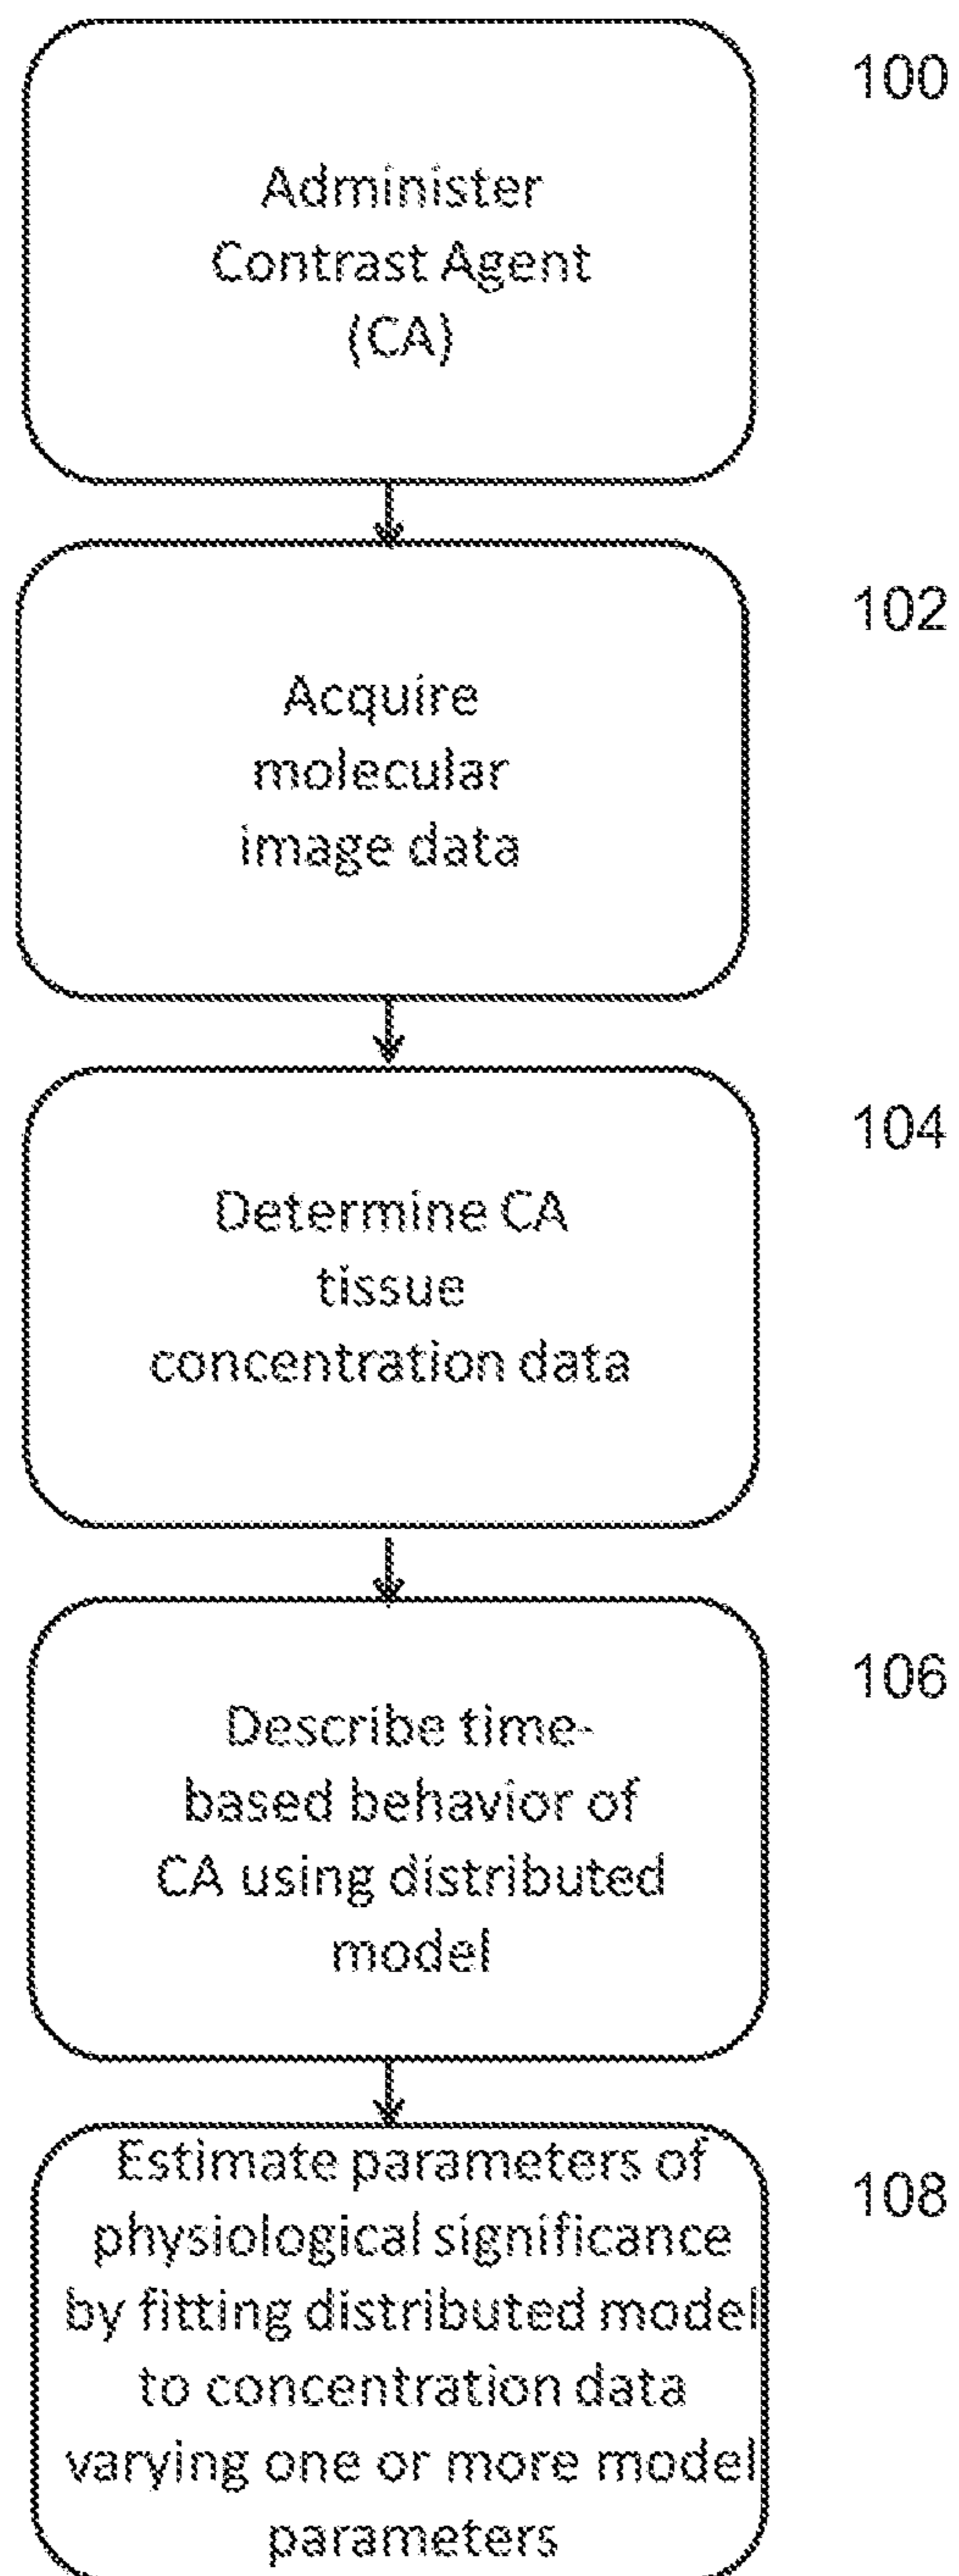 100
Administer
Contrast Agent
(CA)
102
Acquire
molecular
image data
104
Determine CA
tissue
concentration data
106
Describe time-
based behavior of
CA using distributed
model
108
Estimate parameters of
physiological significance
by fitting distributed model
to concentration data
varying one or more model
parameters